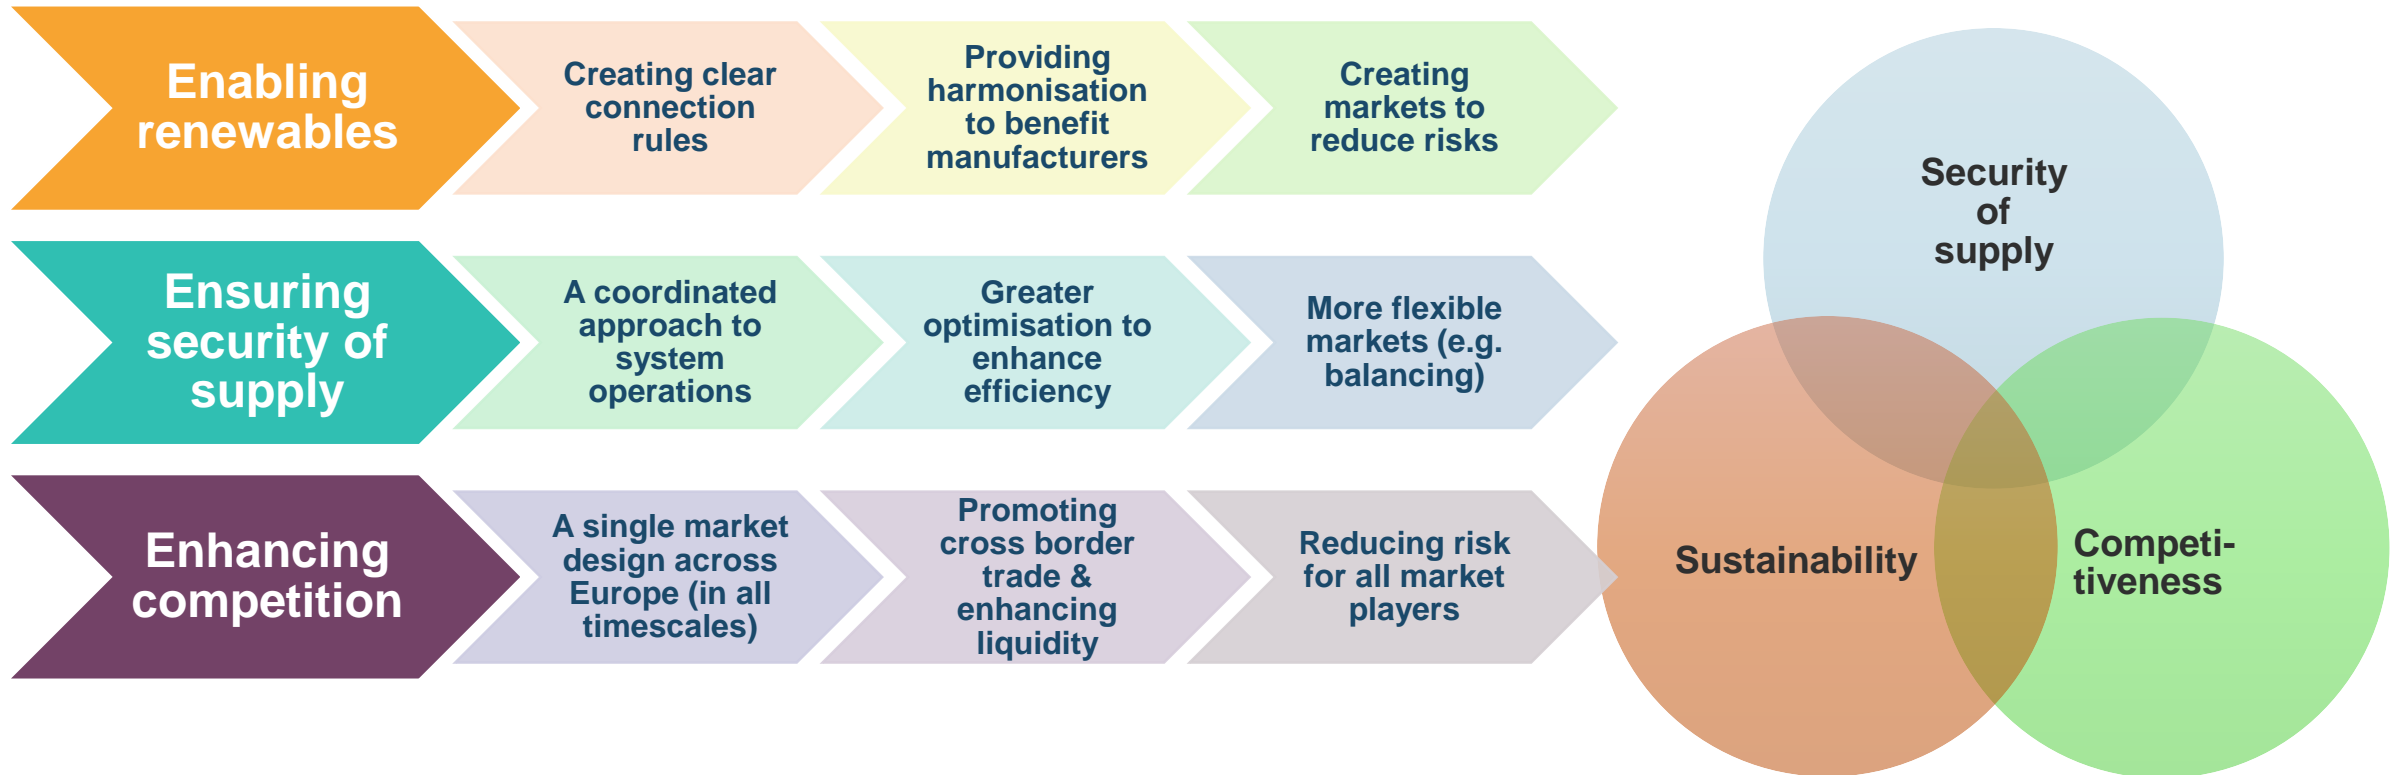 Enabling
renewables
Creating clear
connection
rules
Providing
harmonisation
to benefit
manufacturers
Creating
markets to
reduce risks
Ensuring
security of
supply
A coordinated
approach to
system
operations
Greater
optimisation to
enhance
efficiency
More flexible
markets (e.g.
balancing)
Enhancing
competition
A single market
design across
Europe (in all
timescales)
Promoting
cross border
trade &
enhancing
liquidity
Reducing risk
for all market
players
Security
of
supply
Sustainability
Competi-
tiveness